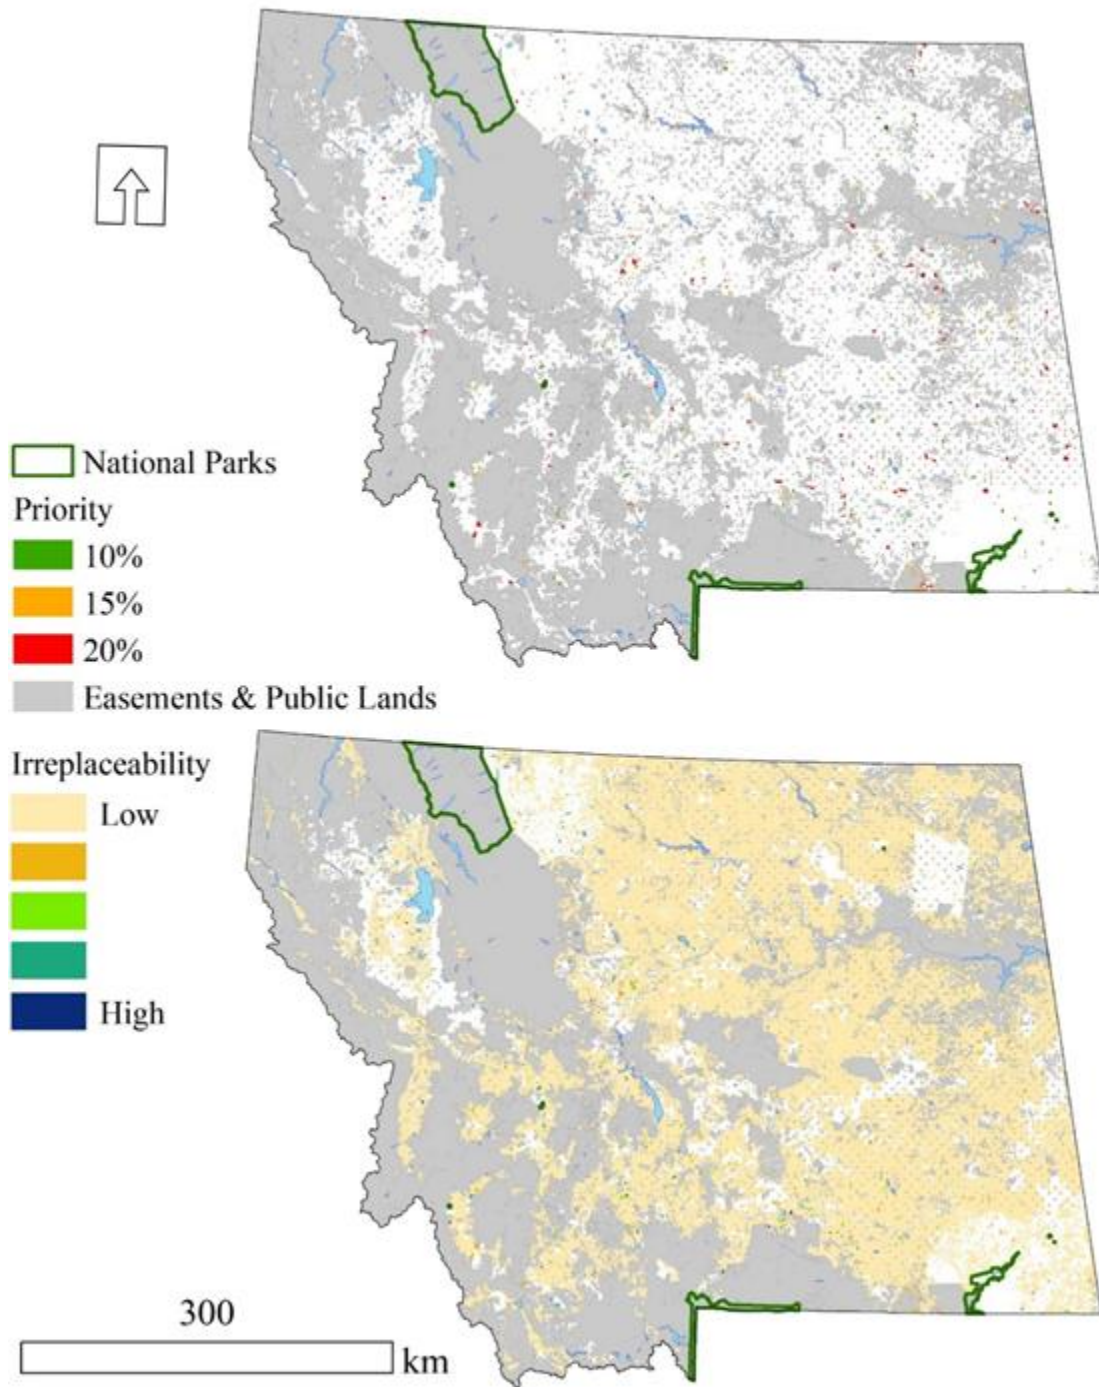 National Parks
Priority
10%
15%
20%
Easements & Public Lands
Irreplaceability
Low
High
300
km